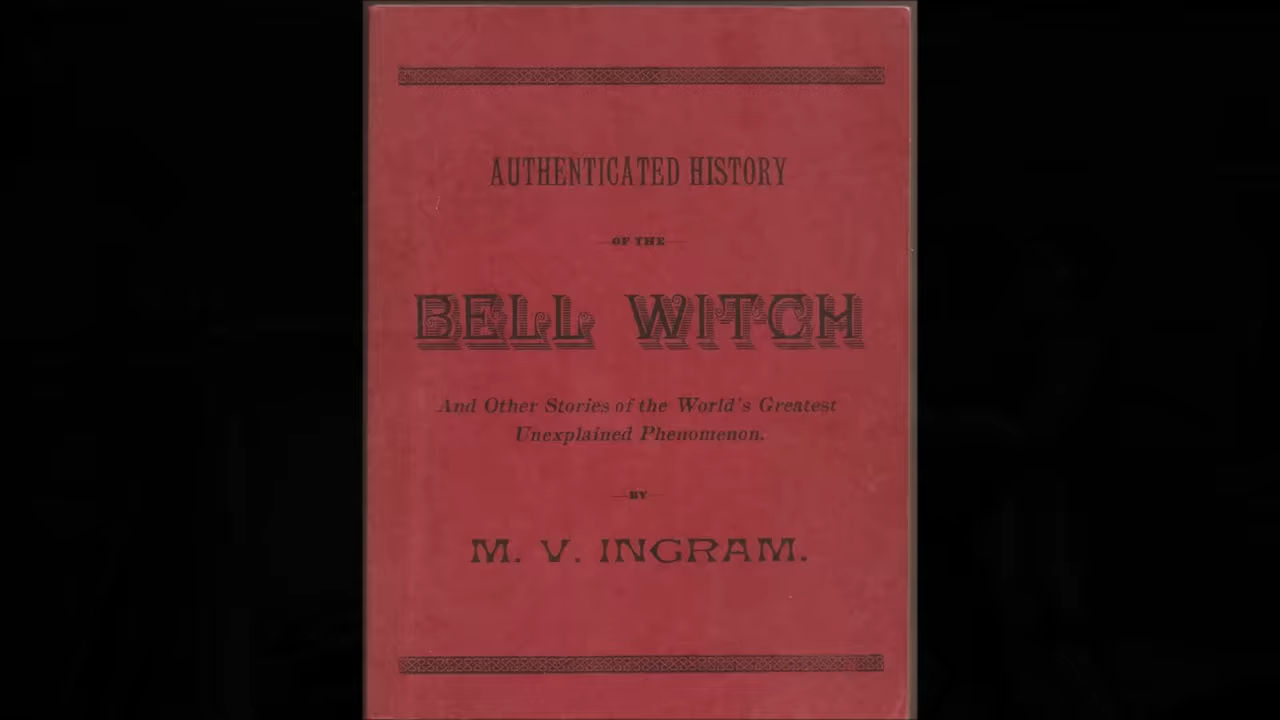 AUTHENTICATED HISTORY
OF THE
BELL WITCH
And Other Stories of the World's Greatest
Unexplained Phenomenon.
BY
M. V. INGRAM.